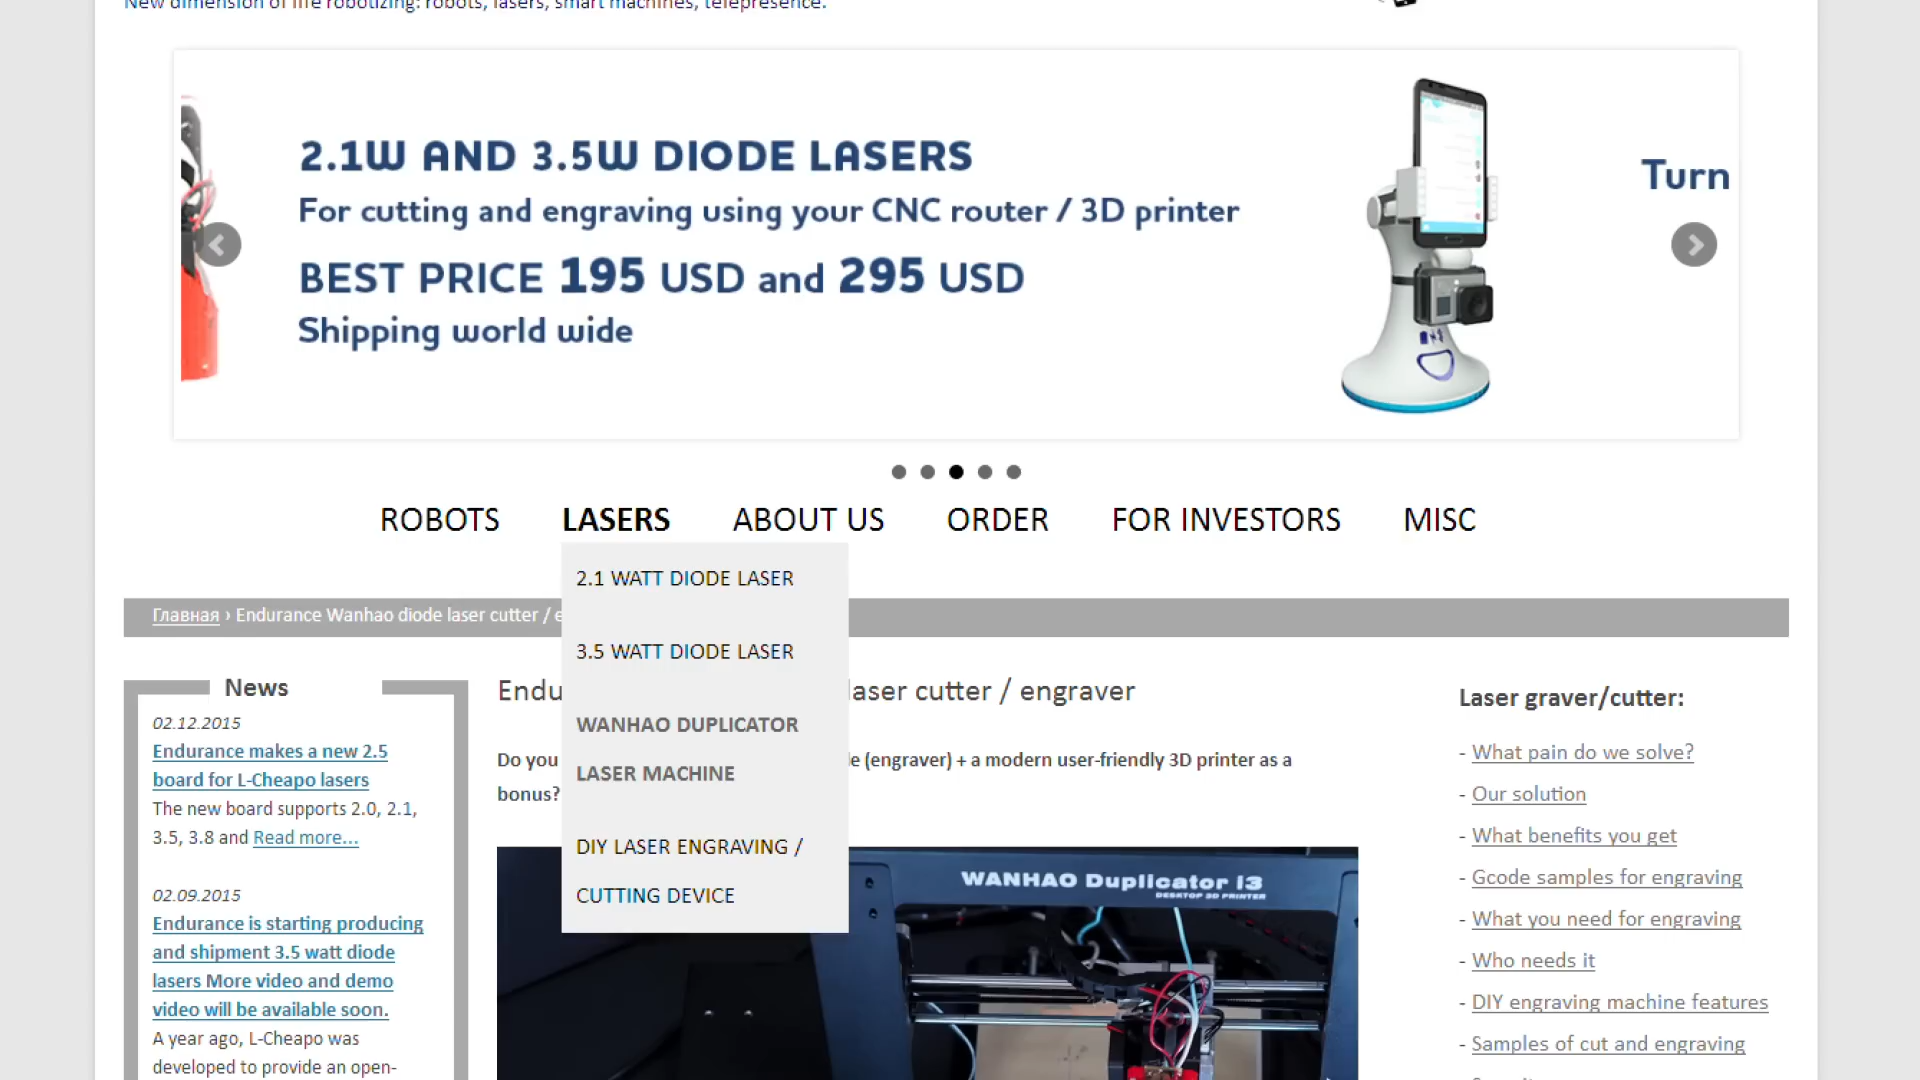 New dimension of life robotizing: robots, lasers, smart machines, telepresence.
2.1W AND 3.5W DIODE LASERS
For cutting and engraving using your CNC router / 3D printer
BEST PRICE 195 USD and 295 USD
Shipping world wide
Turn
ROBOTS LASERS ABOUT US ORDER FOR INVESTORS MISC
2.1 WATT DIODE LASER
3.5 WATT DIODE LASER
WANHAO DUPLICATOR
LASER MACHINE
DIY LASER ENGRAVING /
CUTTING DEVICE
Главная › Endurance Wanhao diode laser cutter /
News
02.12.2015
Endurance makes a new 2.5
board for L-Cheapo lasers
The new board supports 2.0, 2.1,
3.5, 3.8 and Read more...
02.09.2015
Endurance is starting producing
and shipment 3.5 watt diode
lasers More video and demo
video will be available soon.
A year ago, L-Cheapo was
developed to provide an open-
Endu laser cutter / engraver
Do you e (engraver) + a modern user-friendly 3D printer as a
bonus?
WANHAO Duplicator i3
DESKTOP 3D PRINTER
Laser graver/cutter:
- What pain do we solve?
- Our solution
- What benefits you get
- Gcode samples for engraving
- What you need for engraving
- Who needs it
- DIY engraving machine features
- Samples of cut and engraving